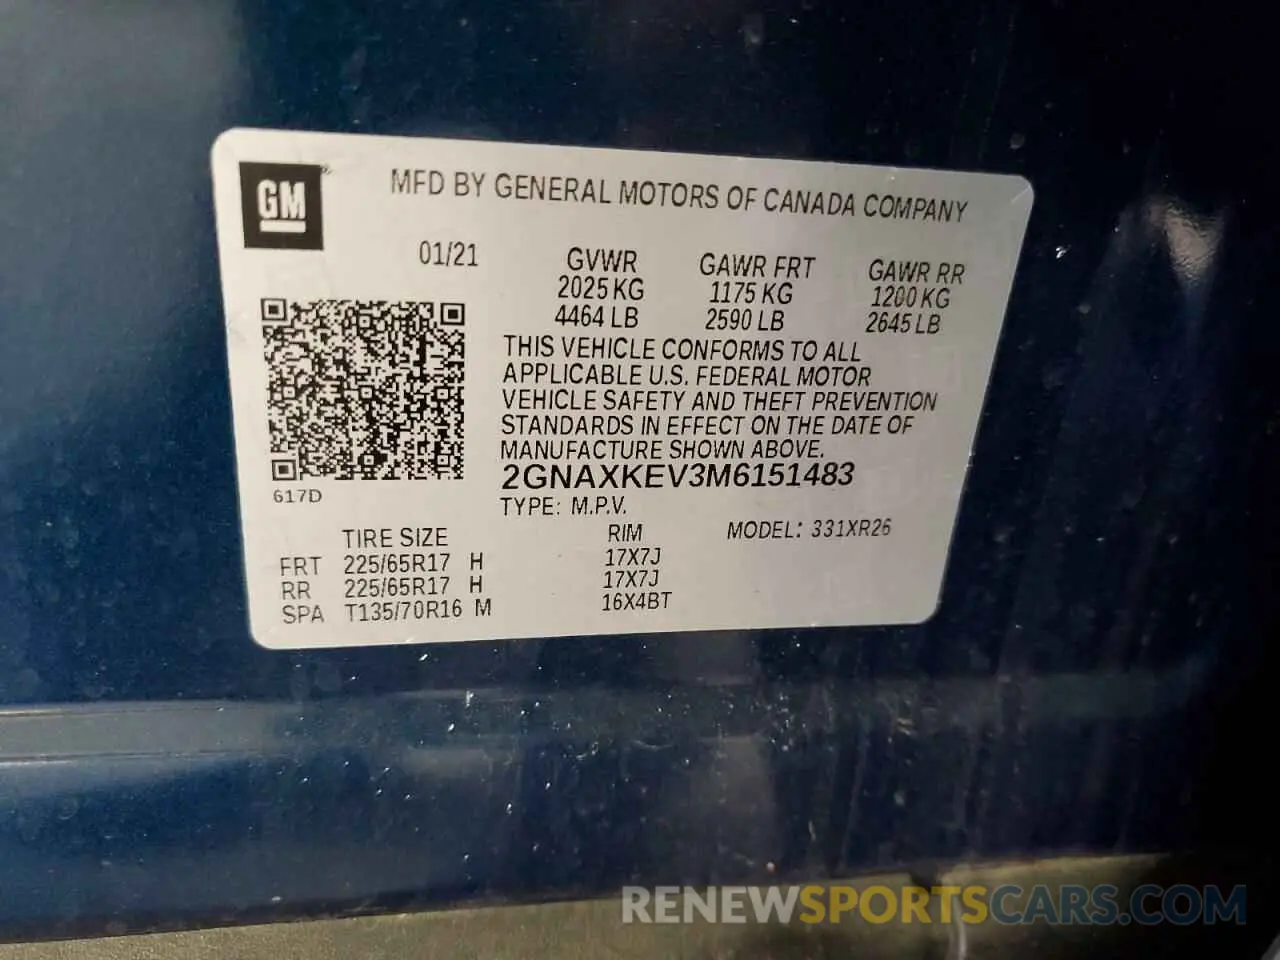 GM®
MFD BY GENERAL MOTORS OF CANADA COMPANY
01/21
GVWR
2025 KG
4464 LB
GAWR FRT
1175 KG
2590 LB
GAWR RR
1200 KG
2645 LB
THIS VEHICLE CONFORMS TO ALL
APPLICABLE U.S. FEDERAL MOTOR
VEHICLE SAFETY AND THEFT PREVENTION
STANDARDS IN EFFECT ON THE DATE OF
MANUFACTURE SHOWN ABOVE.
2GNAXKEV3M6151483
617D
TYPE: M.P.V.
TIRE SIZE RIM MODEL: 331XR26
FRT 225/65R17 H 17X7J
RR 225/65R17 H 17X7J
SPA T135/70R16 M 16X4BT
RENEWSPORTSCARS.COM